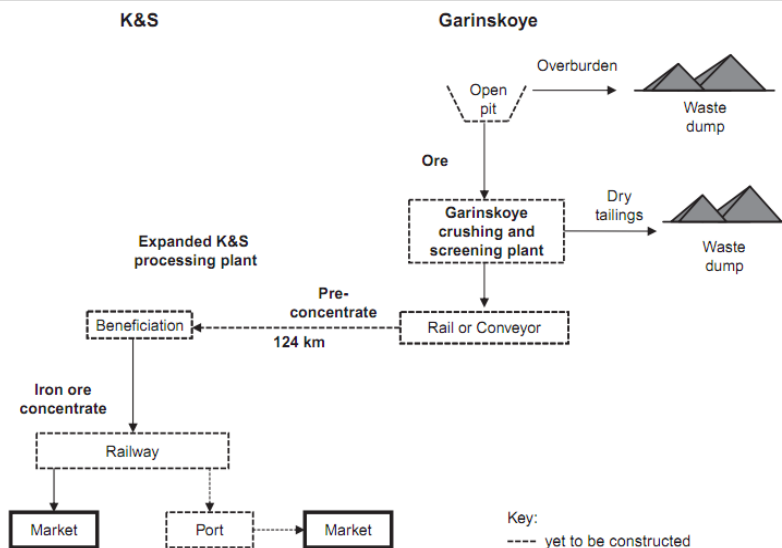 K&S
Garinskoye
Overburden
Open
pit
Waste
dump
Ore
Dry
tailings
Garinskoye
crushing and
screening plant
Waste
dump
Expanded K&S
processing plant
Pre-
concentrate
Beneficiation
124 km
Rail or Conveyor
Iron ore
concentrate
Railway
Market
Port
Market
Key:
---- yet to be constructed